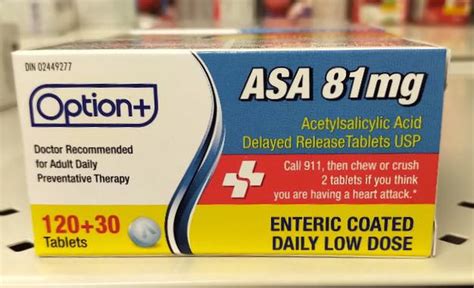 DIN 02449277
Option+
Doctor Recommended
for Adult Daily
Preventative Therapy
120+30
Tablets
ASA 81mg
Acetylsalicylic Acid
Delayed Release Tablets USP
Call 911, then chew or crush
2 tablets if you think
you are having a heart attack.*
ENTERIC COATED
DAILY LOW DOSE